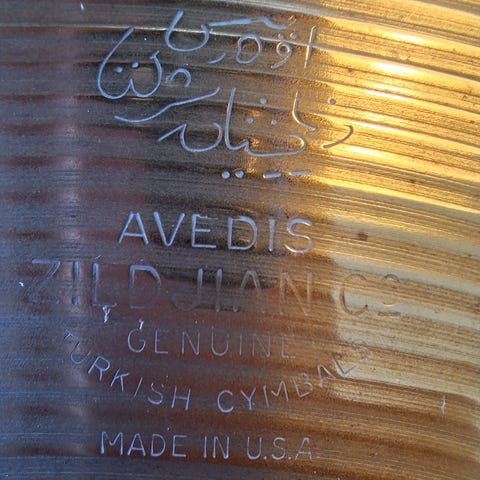 AVEDIS
ZILDJIAN Co
GENUINE
TURKISH CYMBALS
MADE IN U.S.A.